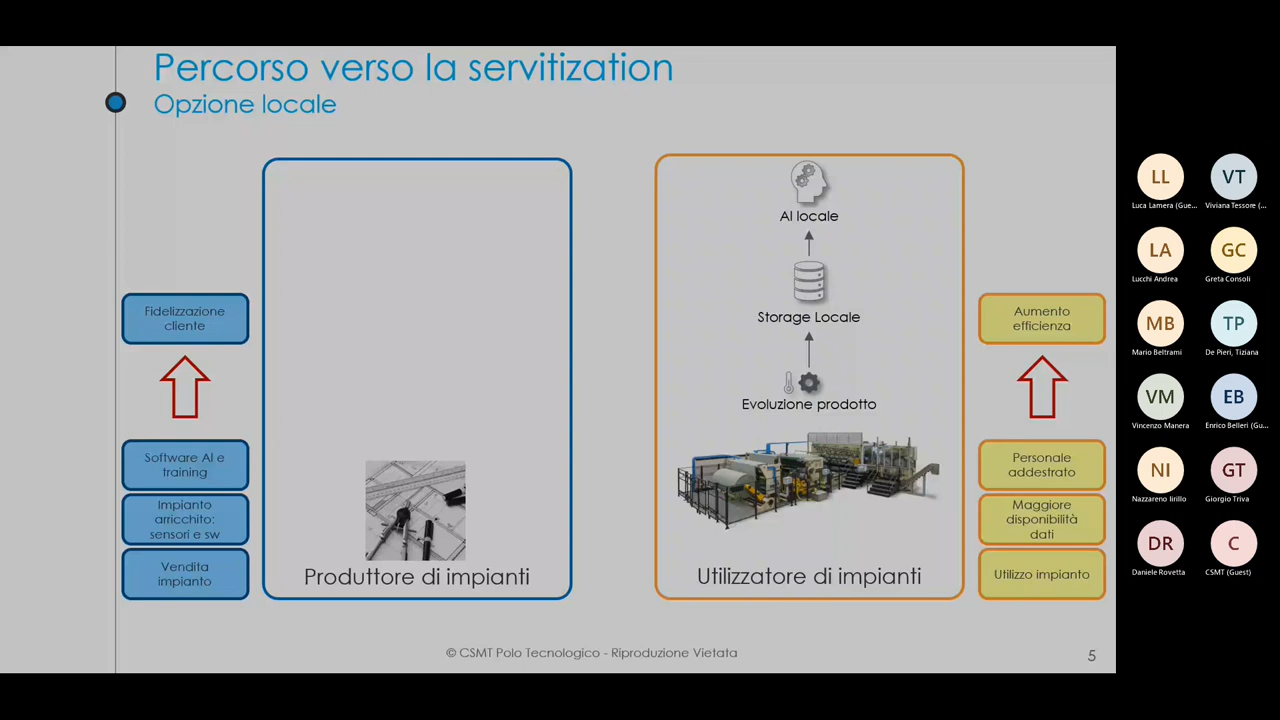 Percorso verso la servitization
Opzione locale
AI locale
Storage Locale
Evoluzione prodotto
Fidelizzazione
cliente
Software AI e
training
Impianto
arricchito:
sensori e sw
Vendita
impianto
Produttore di impianti
Utilizzatore di impianti
Aumento
efficienza
Personale
addestrato
Maggiore
disponibilità
dati
Utilizzo impianto
© CSMT Polo Tecnologico - Riproduzione Vietata
5
LL
VT
Luca Lamera (Gue...
Viviana Tessore (...
LA
GC
Lucchi Andrea
Greta Consoli
MB
TP
Mario Beltrami
De Pieri, Tiziana
VM
EB
Vincenzo Manera
Enrico Belleri (Gu...
NI
GT
Nazzareno Iirillo
Giorgio Triva
DR
C
Daniele Rovetta
CSMT (Guest)